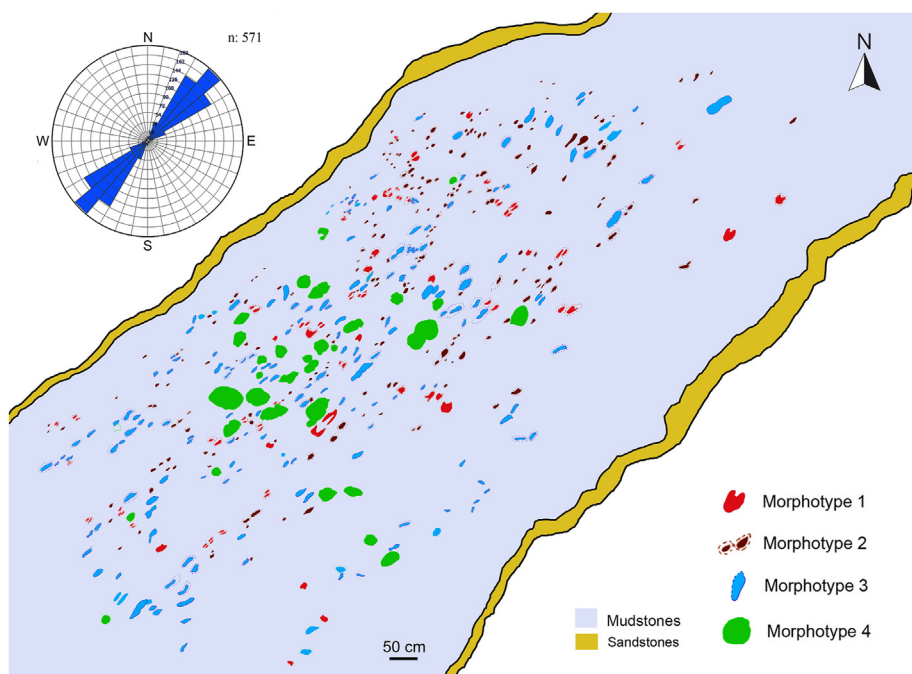 N
n: 571
W
E
S
N
Morphotype 1
Morphotype 2
Morphotype 3
Morphotype 4
Mudstones
Sandstones
50 cm